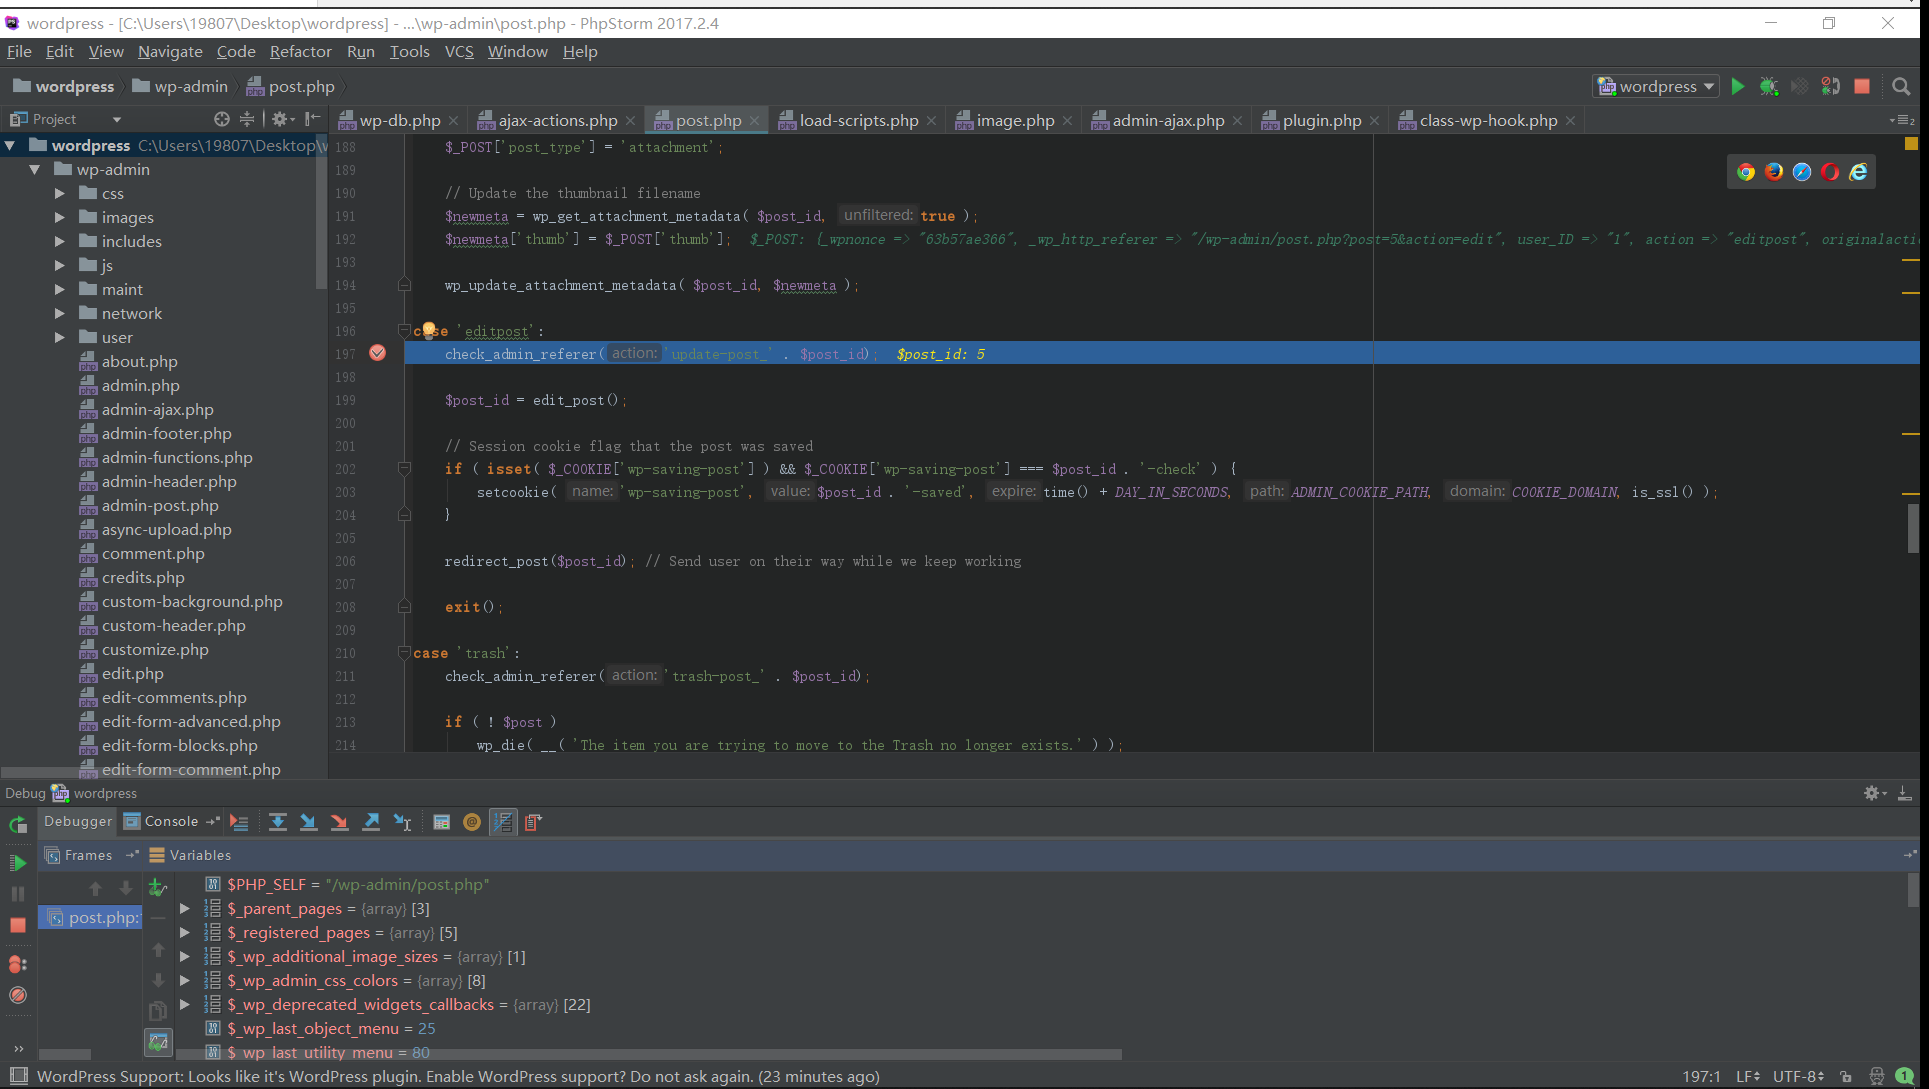 wordpress - [C:\Users\19807\Desktop\wordpress] - ...\wp-admin\post.php - PhpStorm 2017.2.4
File Edit View Navigate Code Refactor Run Tools VCS Window Help
wordpress wp-admin post.php wordpress
Project
wp-db.php ajax-actions.php post.php load-scripts.php image.php admin-ajax.php plugin.php class-wp-hook.php
wordpress C:\Users\19807\Desktop\w
wp-admin
css
images
includes
js
maint
network
user
about.php
admin.php
admin-ajax.php
admin-footer.php
admin-functions.php
admin-header.php
admin-post.php
async-upload.php
comment.php
credits.php
custom-background.php
custom-header.php
customize.php
edit.php
edit-comments.php
edit-form-advanced.php
edit-form-blocks.php
edit-form-comment.php
188 $_POST['post_type'] = 'attachment';
189
190 // Update the thumbnail filename
191 $newmeta = wp_get_attachment_metadata( $post_id, unfiltered: true );
192 $newmeta['thumb'] = $_POST['thumb']; $_POST: {_wpnonce => "63b57ae366", _wp_http_referer => "/wp-admin/post.php?post=5&action=edit", user_ID => "1", action => "editpost", originalactio
193
194 wp_update_attachment_metadata( $post_id, $newmeta );
195
196 case 'editpost':
197 check_admin_referer( action: 'update-post_' . $post_id); $post_id: 5
198
199 $post_id = edit_post();
200
201 // Session cookie flag that the post was saved
202 if ( isset( $_COOKIE['wp-saving-post'] ) && $_COOKIE['wp-saving-post'] === $post_id . '-check' ) {
203 setcookie( name: 'wp-saving-post', value: $post_id . '-saved', expire: time() + DAY_IN_SECONDS, path: ADMIN_COOKIE_PATH, domain: COOKIE_DOMAIN, is_ssl() );
204 }
205
206 redirect_post($post_id); // Send user on their way while we keep working
207
208 exit();
209
210 case 'trash':
211 check_admin_referer( action: 'trash-post_' . $post_id);
212
213 if ( ! $post )
214 wp_die( __( 'The item you are trying to move to the Trash no longer exists.' ) );
Debug wordpress
Debugger Console
Frames Variables
post.php:
$PHP_SELF = "/wp-admin/post.php"
$_parent_pages = {array} [3]
$_registered_pages = {array} [5]
$_wp_additional_image_sizes = {array} [1]
$_wp_admin_css_colors = {array} [8]
$_wp_deprecated_widgets_callbacks = {array} [22]
$_wp_last_object_menu = 25
$_wp_last_utility_menu = 80
WordPress Support: Looks like it's WordPress plugin. Enable WordPress support? Do not ask again. (23 minutes ago) 197:1 LF UTF-8 1